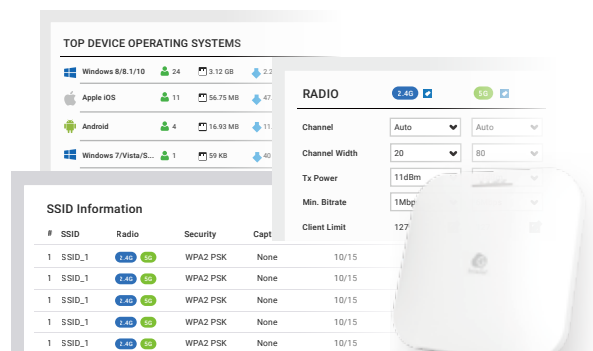 TOP DEVICE OPERATING SYSTEMS
Windows 8/8.1/10 24 3.12 GB 2.2
Apple iOS 11 56.75 MB 47.
Android 4 16.93 MB 11.
Windows 7/Vista/S... 1 59 KB 40
RADIO 2.4G 5G
Channel Auto Auto
Channel Width 20 80
Tx Power 11dBm
Min. Bitrate 1Mbp
Client Limit 127
SSID Information
# SSID Radio Security Capt
1 SSID_1 2.4G 5G WPA2 PSK None 10/15
1 SSID_1 2.4G 5G WPA2 PSK None 10/15
1 SSID_1 2.4G 5G WPA2 PSK None 10/15
1 SSID_1 2.4G 5G WPA2 PSK None 10/15
1 SSID_1 2.4G 5G WPA2 PSK None 10/15